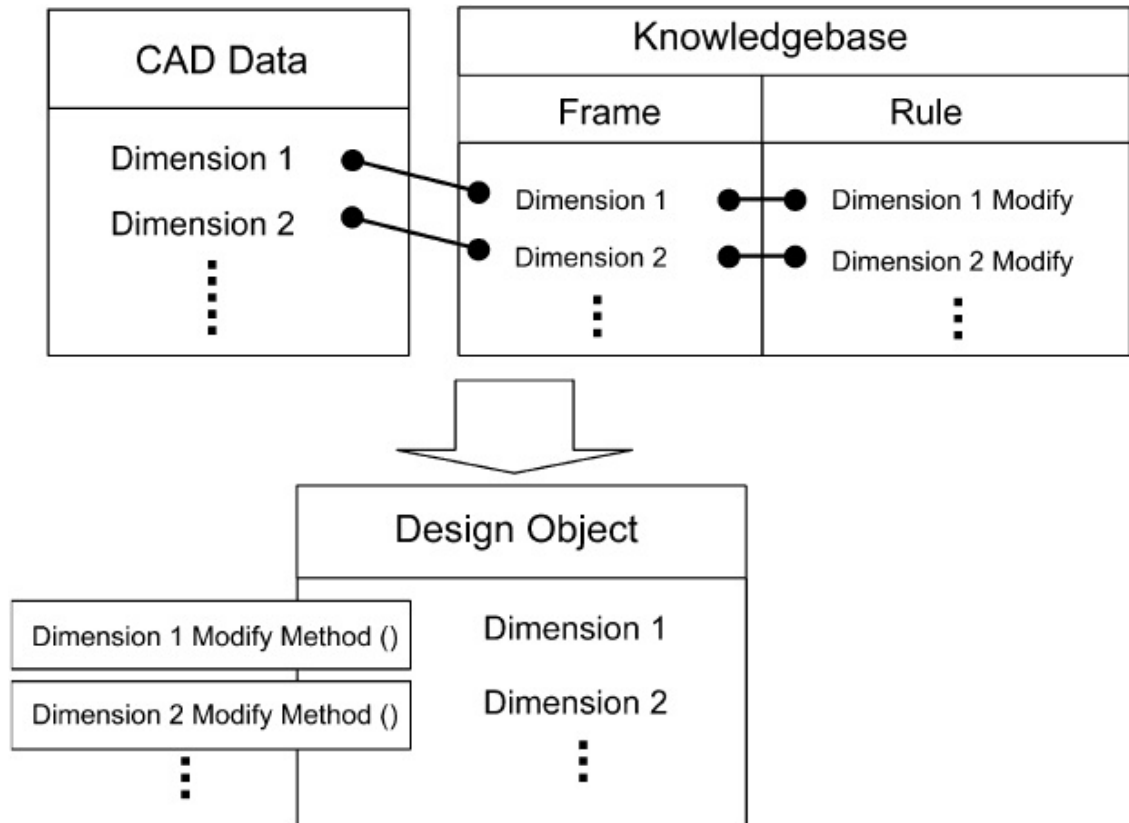 CAD Data
Dimension 1
Dimension 2
Knowledgebase
Frame
Rule
Dimension 1
Dimension 1 Modify
Dimension 2
Dimension 2 Modify
Design Object
Dimension 1 Modify Method ()
Dimension 1
Dimension 2 Modify Method ()
Dimension 2